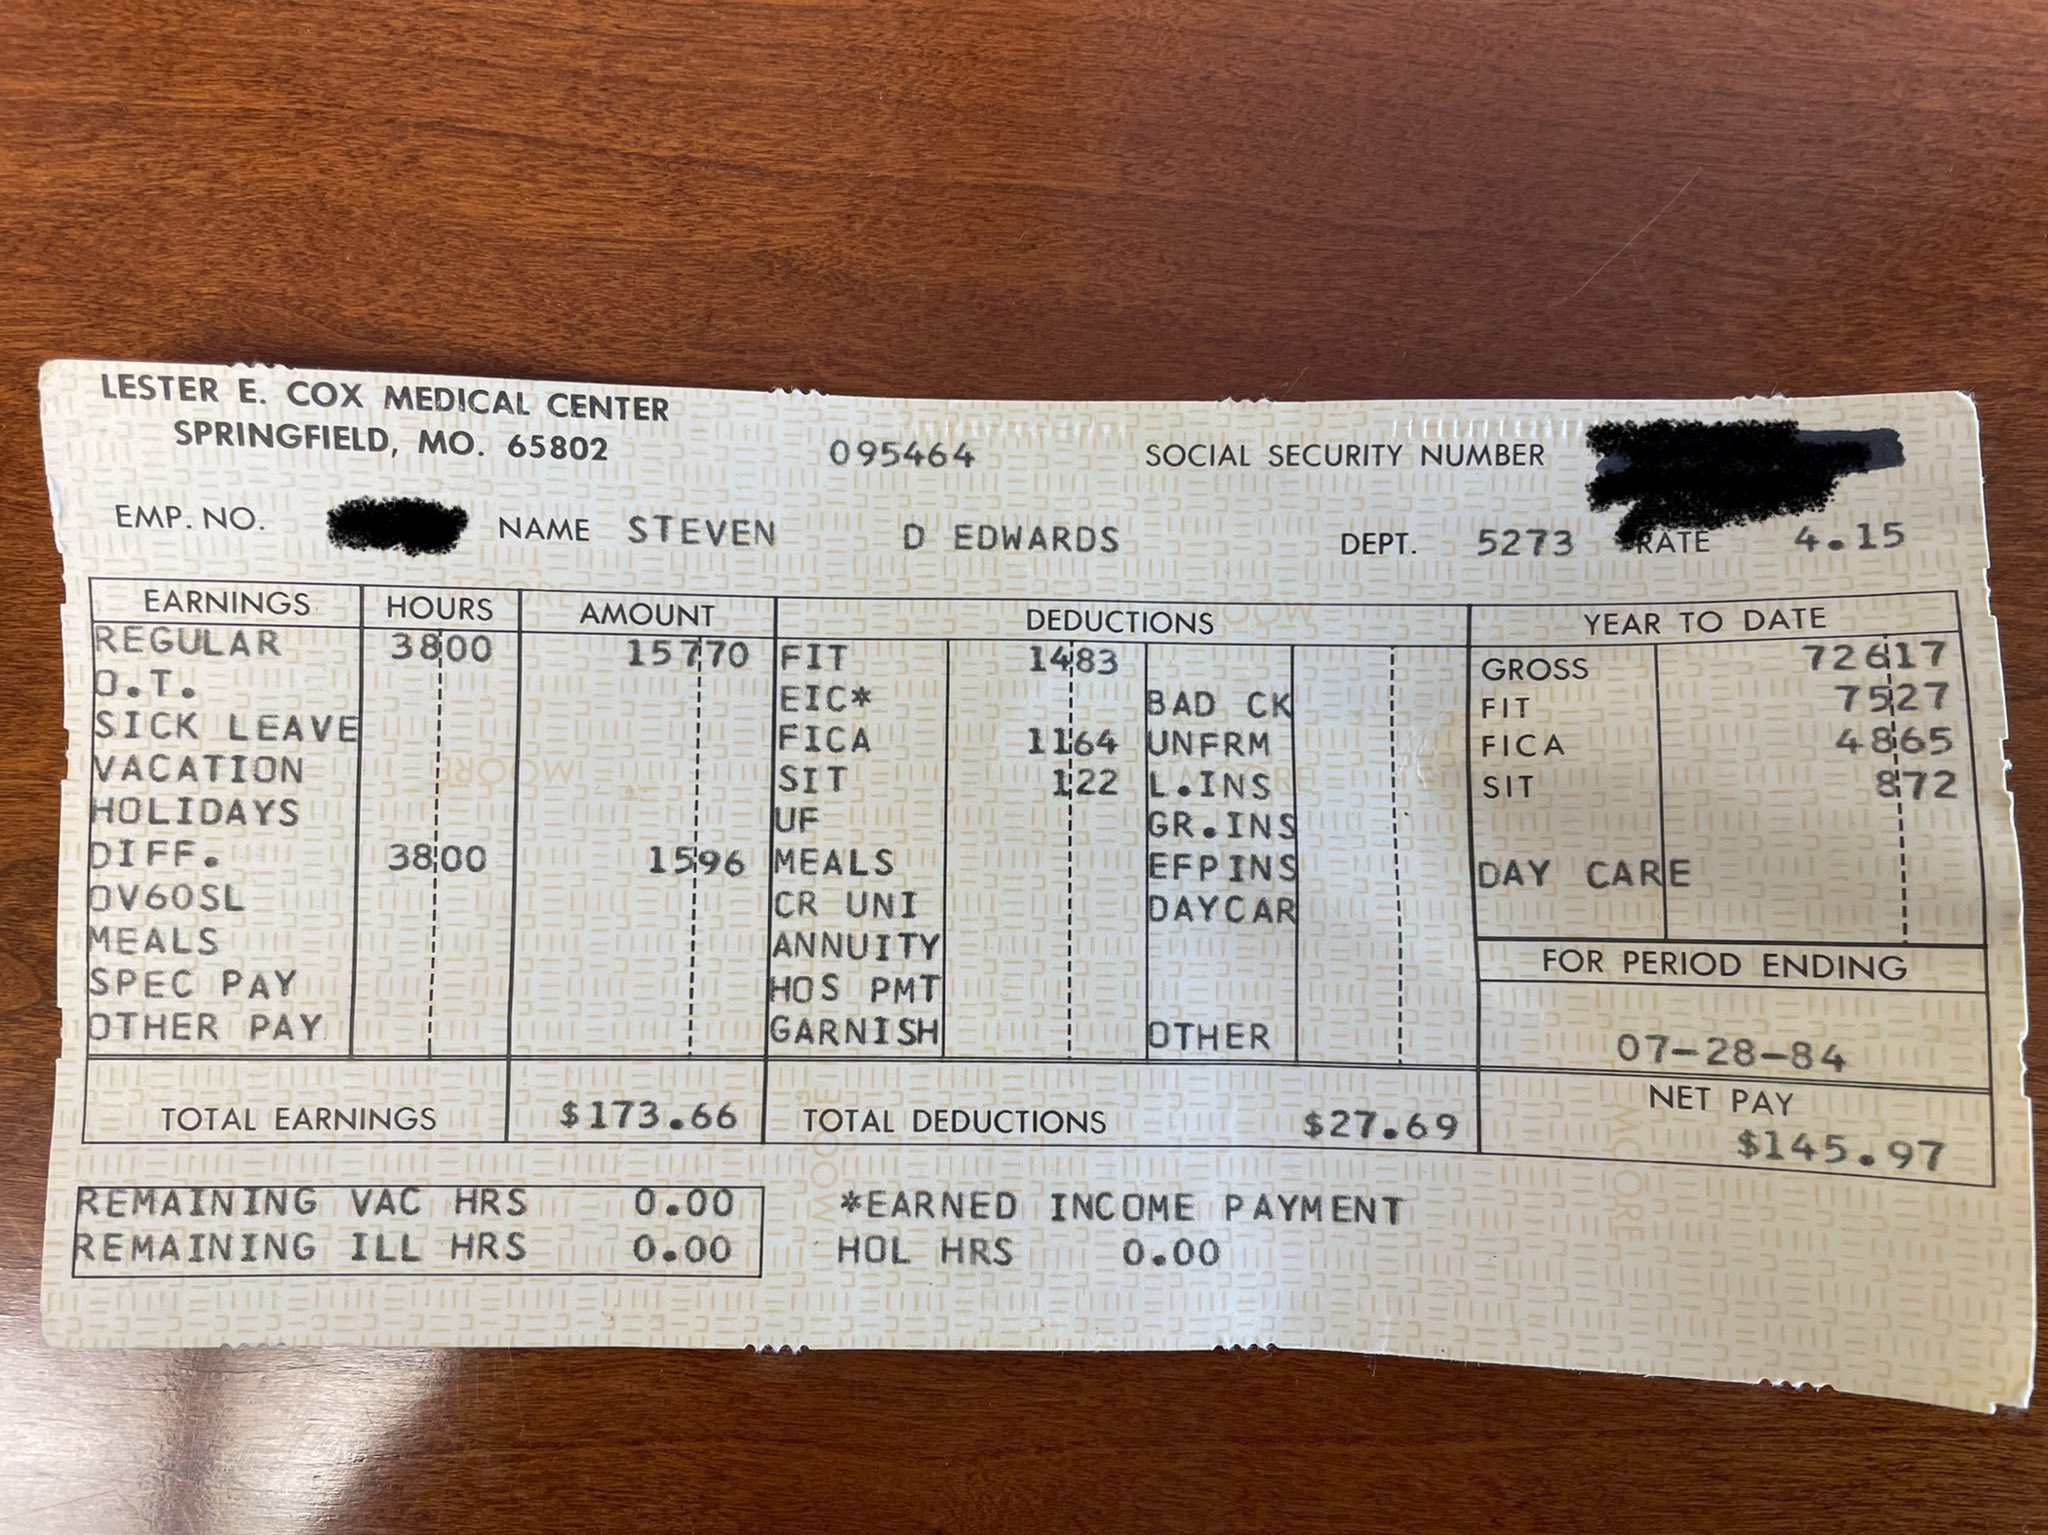 LESTER E. COX MEDICAL CENTER
SPRINGFIELD, MO. 65802
095464 SOCIAL SECURITY NUMBER
EMP. NO. NAME STEVEN D EDWARDS DEPT. 5273 RATE 4.15
EARNINGS HOURS AMOUNT DEDUCTIONS YEAR TO DATE
REGULAR 3800 15770 FIT 1483 GROSS 72617
O.T. EIC* BAD CK FIT 7527
SICK LEAVE FICA 1164 UNFRM FICA 4865
VACATION SIT 122 L.INS SIT 872
HOLIDAYS UF GR.INS
DIFF. 3800 1596 MEALS EFPINS DAY CARE
OV60SL CR UNI DAYCAR
MEALS ANNUITY FOR PERIOD ENDING
SPEC PAY HOS PMT
OTHER PAY GARNISH OTHER 07-28-84
TOTAL EARNINGS $173.66 TOTAL DEDUCTIONS $27.69 NET PAY
$145.97
REMAINING VAC HRS 0.00 *EARNED INCOME PAYMENT
REMAINING ILL HRS 0.00 HOL HRS 0.00